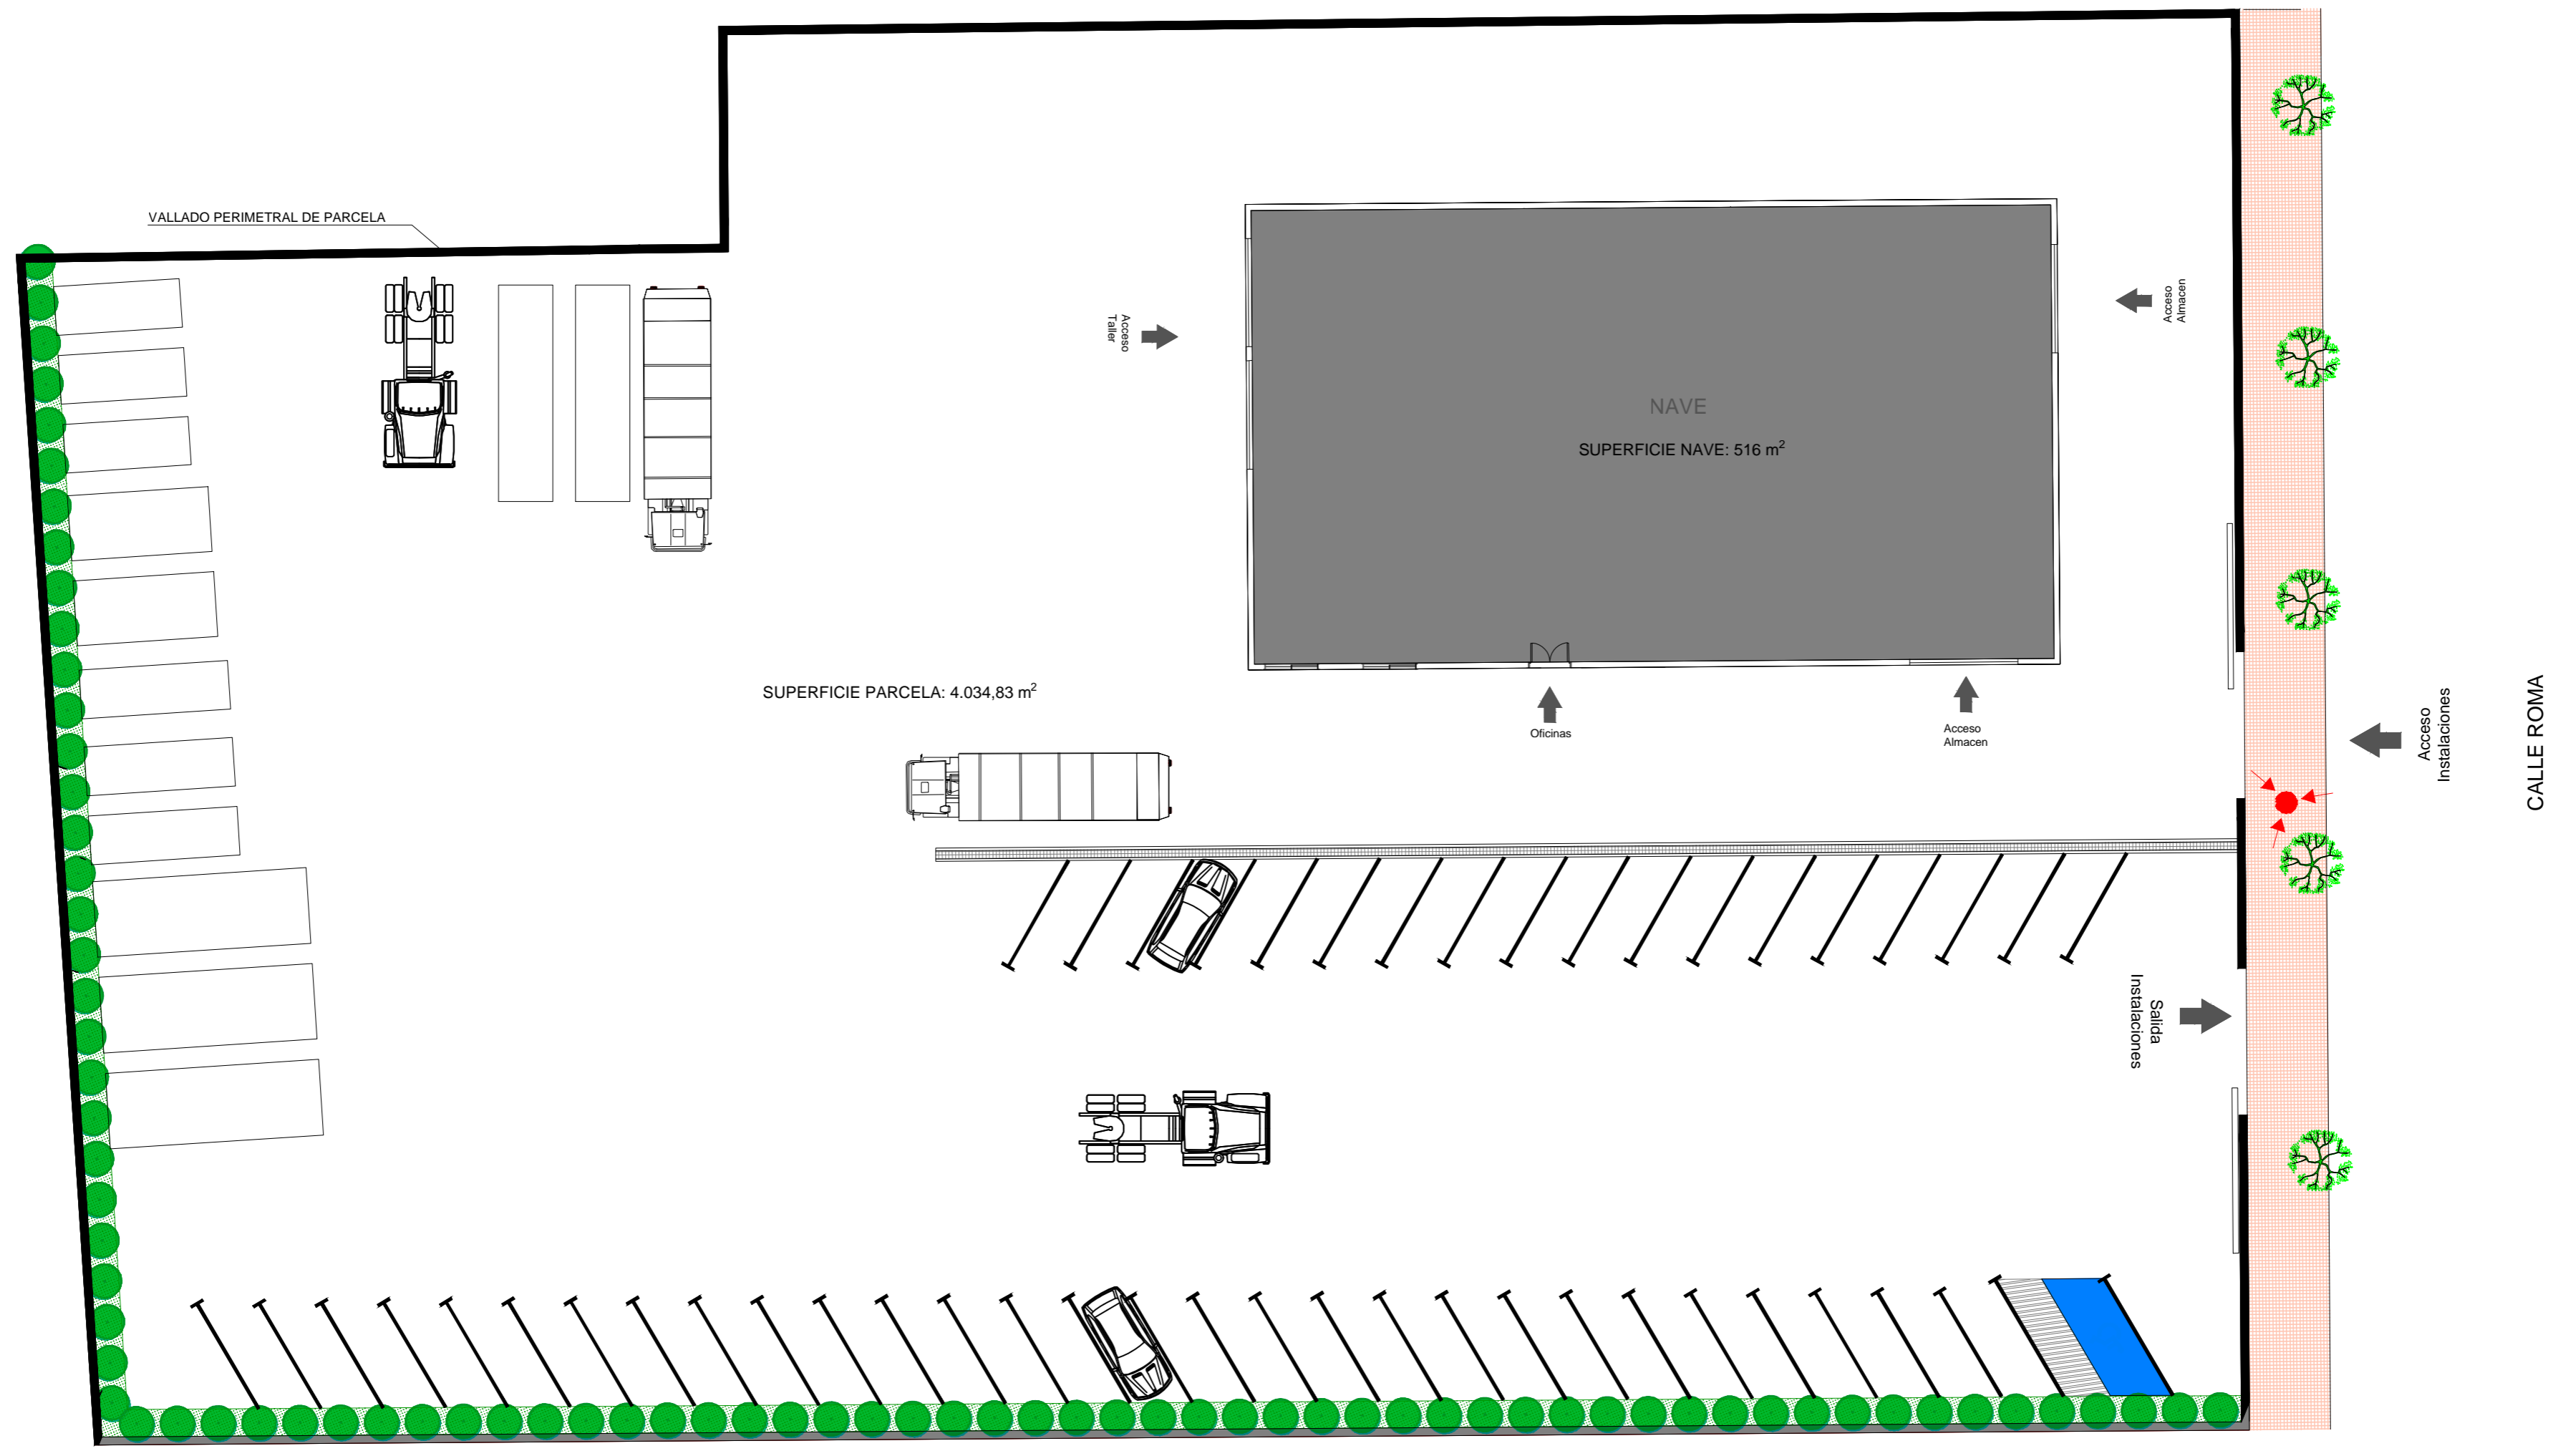 VALLADO PERIMETRAL DE PARCELA
Acceso
Taller
NAVE
SUPERFICIE NAVE: 516 m²
Acceso
Almacen
SUPERFICIE PARCELA: 4.034,83 m²
Oficinas
Acceso
Almacen
Acceso
Instalaciones
CALLE ROMA
Salida
Instalaciones